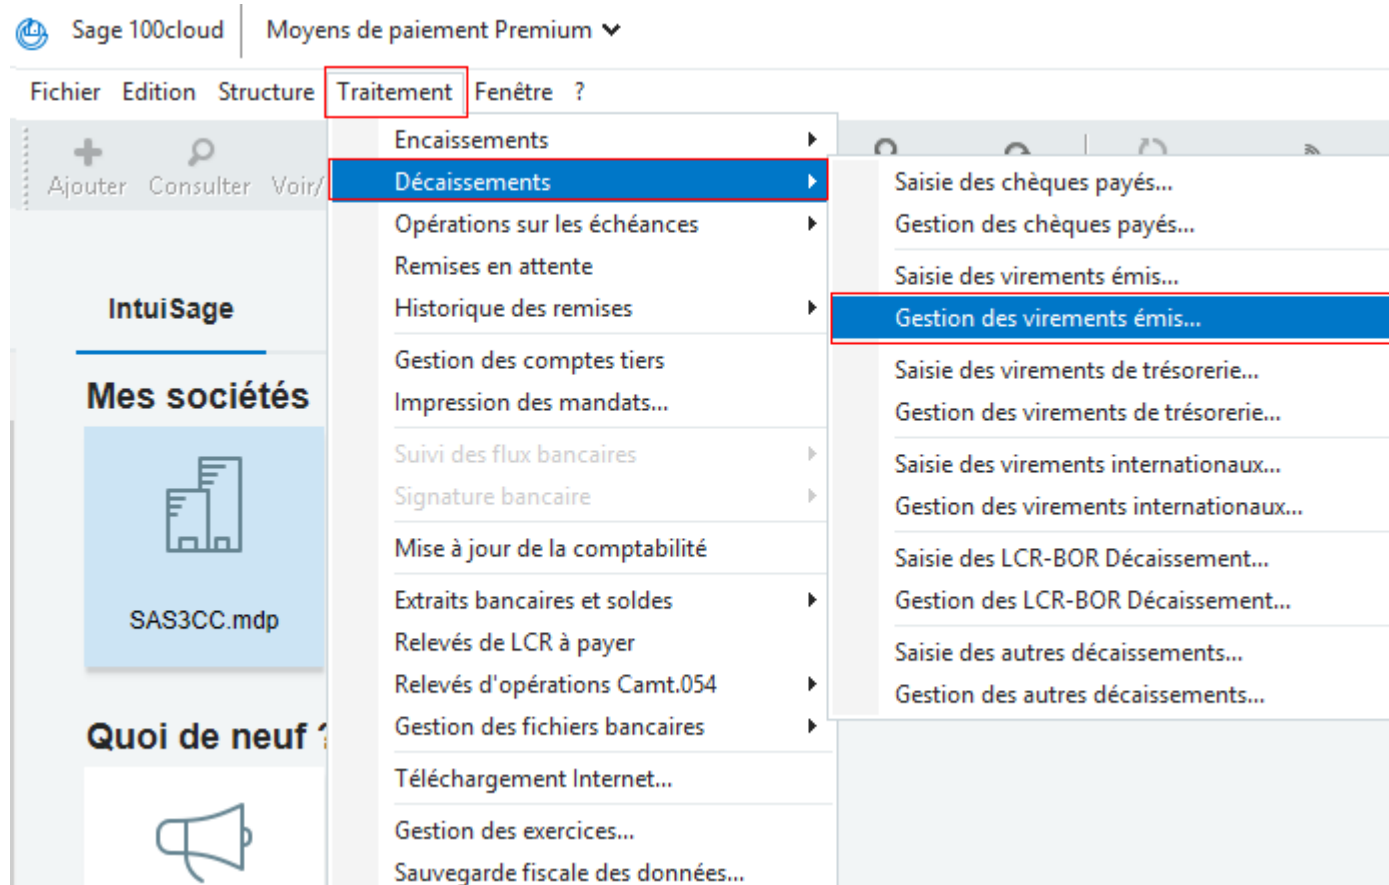 Sage 100cloud
Moyens de paiement Premium
Fichier Edition Structure Traitement Fenêtre ?
Ajouter Consulter Voir/
IntuiSage
Mes sociétés
SAS3CC.mdp
Quoi de neuf ?
Encaissements
Décaissements
Opérations sur les échéances
Remises en attente
Historique des remises
Gestion des comptes tiers
Impression des mandats...
Suivi des flux bancaires
Signature bancaire
Mise à jour de la comptabilité
Extraits bancaires et soldes
Relevés de LCR à payer
Relevés d'opérations Camt.054
Gestion des fichiers bancaires
Téléchargement Internet...
Gestion des exercices...
Sauvegarde fiscale des données...
Saisie des chèques payés...
Gestion des chèques payés...
Saisie des virements émis...
Gestion des virements émis...
Saisie des virements de trésorerie...
Gestion des virements de trésorerie...
Saisie des virements internationaux...
Gestion des virements internationaux...
Saisie des LCR-BOR Décaissement...
Gestion des LCR-BOR Décaissement...
Saisie des autres décaissements...
Gestion des autres décaissements...